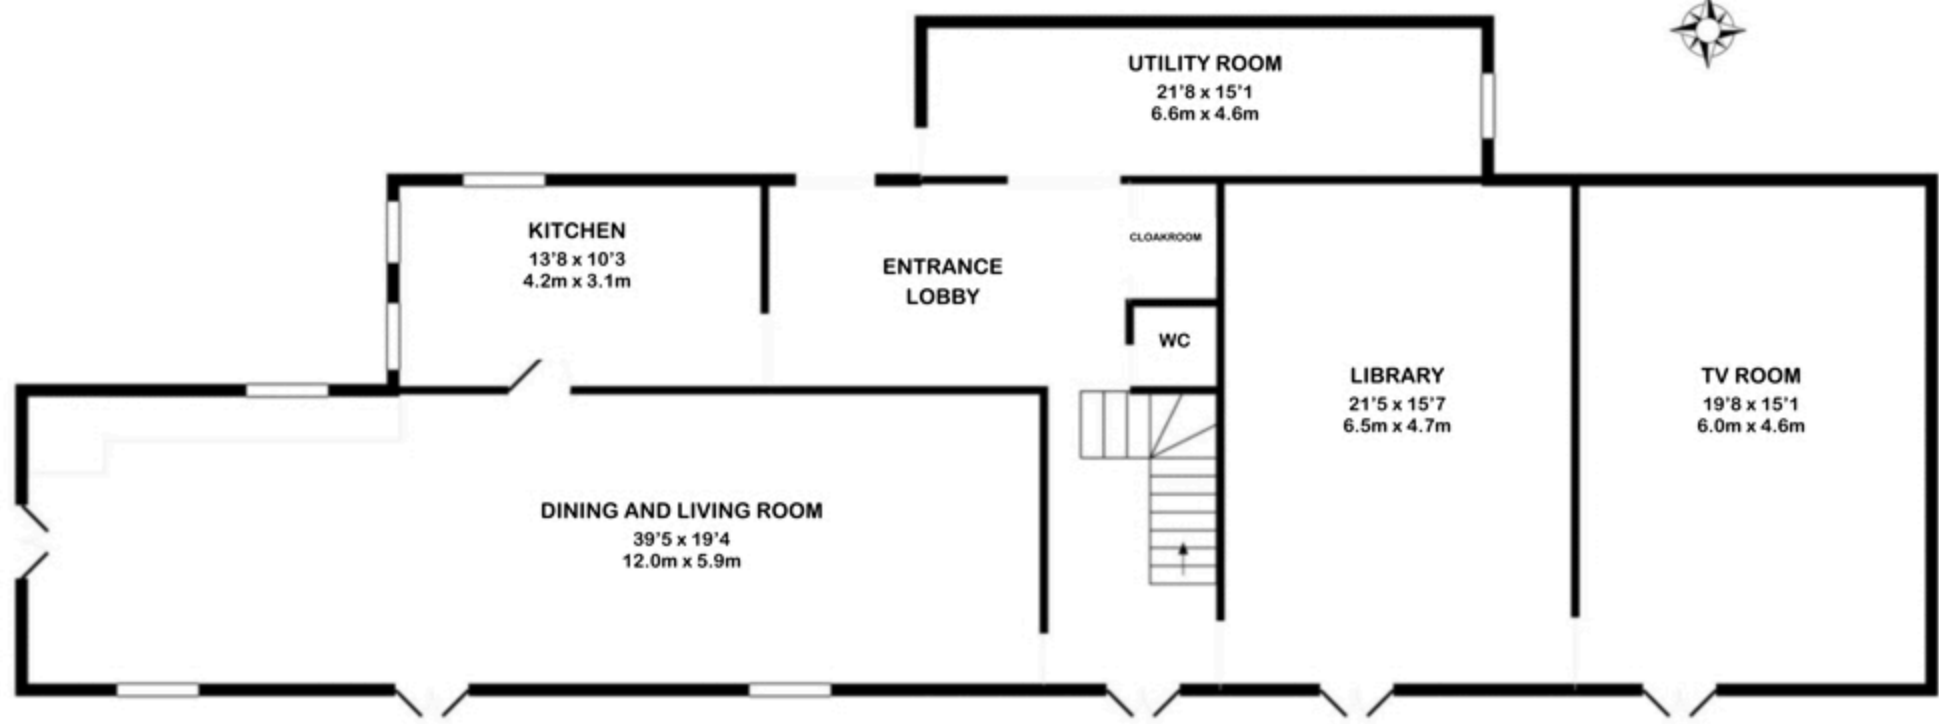 UTILITY ROOM
21'8 x 15'1
6.6m x 4.6m
KITCHEN
13'8 x 10'3
4.2m x 3.1m
ENTRANCE
LOBBY
CLOAKROOM
WC
LIBRARY
21'5 x 15'7
6.5m x 4.7m
TV ROOM
19'8 x 15'1
6.0m x 4.6m
DINING AND LIVING ROOM
39'5 x 19'4
12.0m x 5.9m